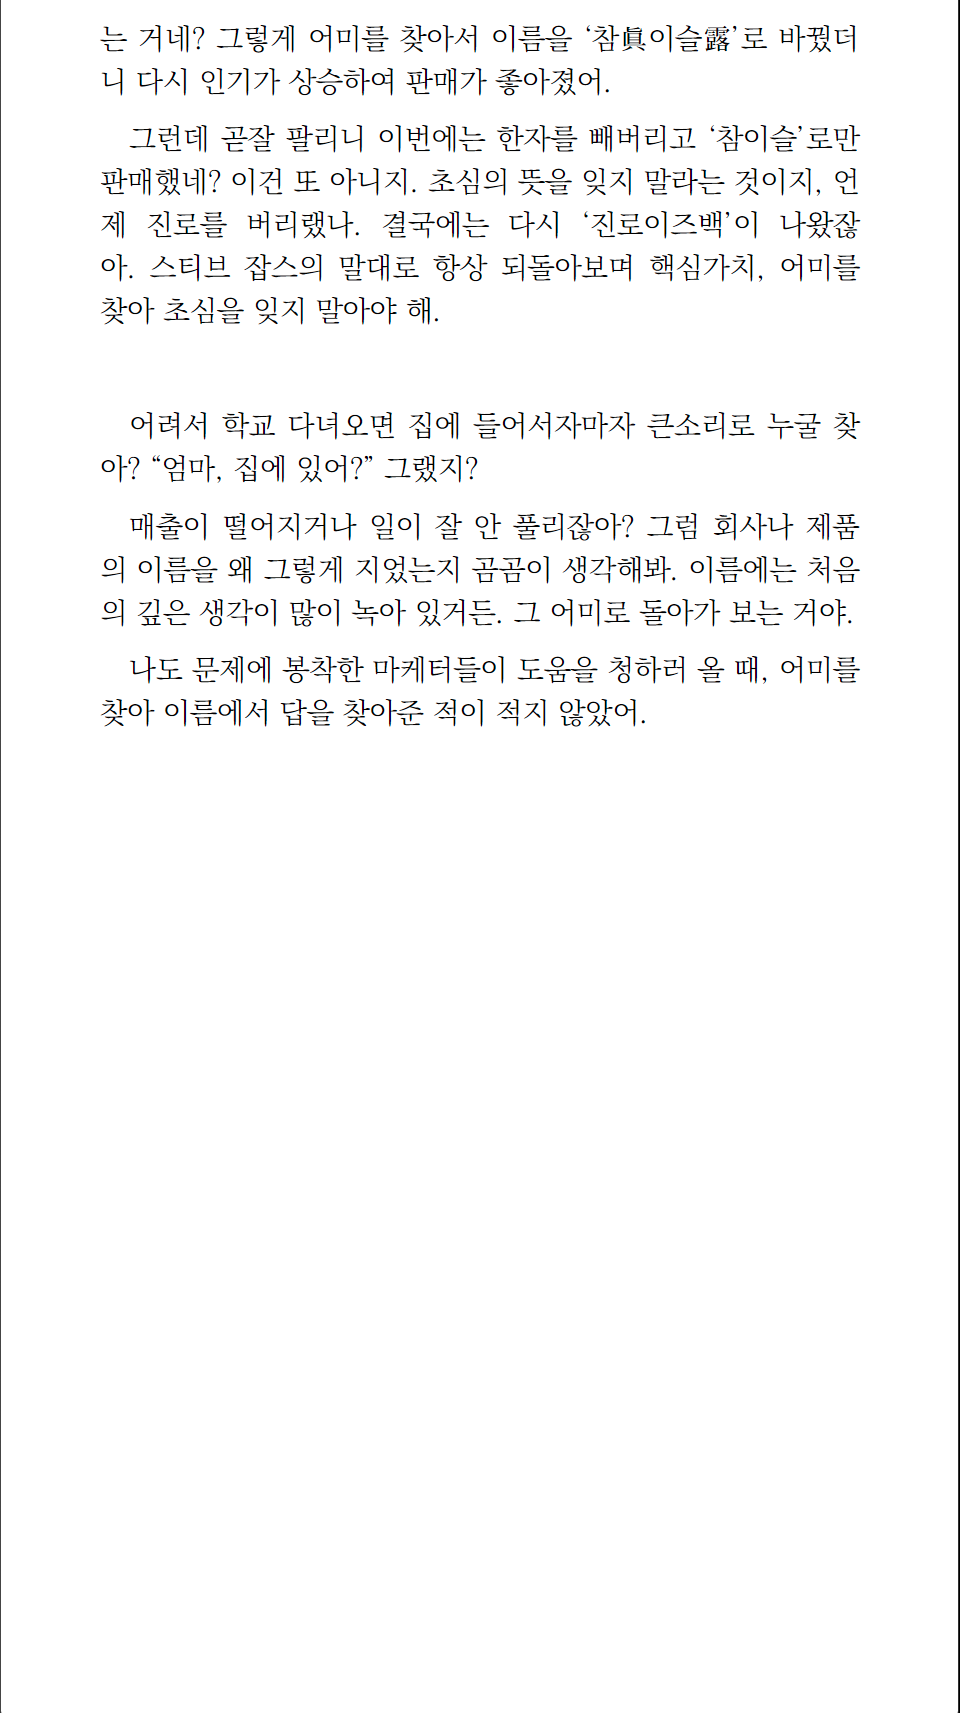 는 거네? 그렇게 어미를 찾아서 이름을 ‘참眞이슬露’로 바꿨더
니 다시 인기가 상승하여 판매가 좋아졌어.
그런데 곧잘 팔리니 이번에는 한자를 빼버리고 ‘참이슬’로만
판매했네? 이건 또 아니지. 초심의 뜻을 잊지 말라는 것이지, 언
제 진로를 버리랬나. 결국에는 다시 ‘진로이즈백’이 나왔잖
아. 스티브 잡스의 말대로 항상 되돌아보며 핵심가치, 어미를
찾아 초심을 잊지 말아야 해.
어려서 학교 다녀오면 집에 들어서자마자 큰소리로 누굴 찾
아? “엄마, 집에 있어?” 그랬지?
매출이 떨어지거나 일이 잘 안 풀리잖아? 그럼 회사나 제품
의 이름을 왜 그렇게 지었는지 곰곰이 생각해봐. 이름에는 처음
의 깊은 생각이 많이 녹아 있거든. 그 어미로 돌아가 보는 거야.
나도 문제에 봉착한 마케터들이 도움을 청하러 올 때, 어미를
찾아 이름에서 답을 찾아준 적이 적지 않았어.